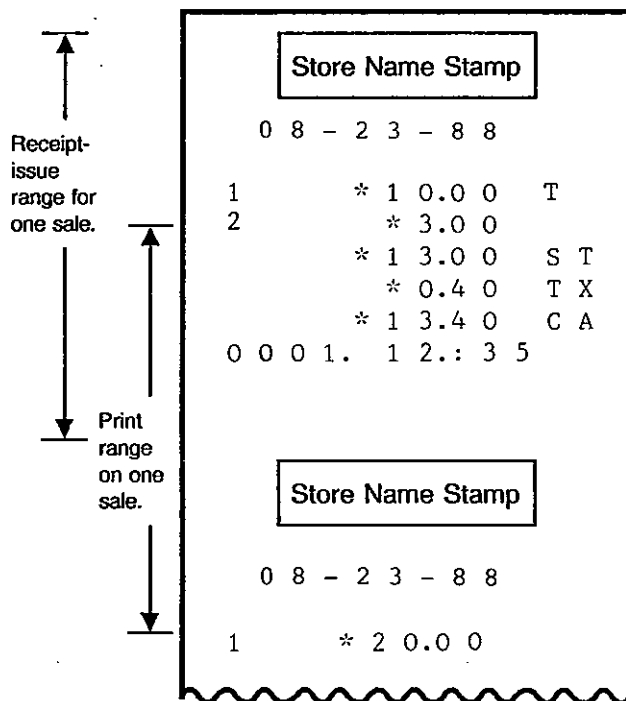 Store Name Stamp
08-23-88
Receipt-
issue
range for
one sale.
1 *10.00 T
2 *3.00
*13.00 ST
*0.40 TX
*13.40 CA
0001. 12.:35
Print
range
on one
sale.
Store Name Stamp
08-23-88
1 *20.00